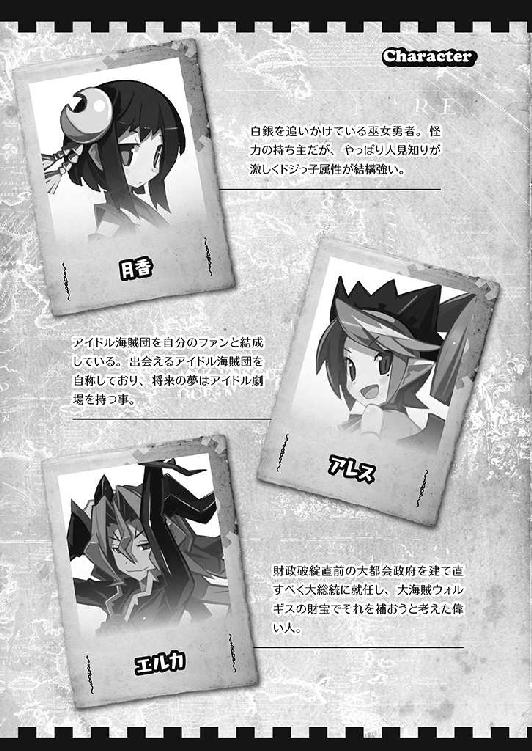 Character
白銀を追いかけている巫女勇者。怪
力の持ち主だが、やっぱり人見知りが
激しくドジっ子属性が結構強い。
月香
アイドル海賊団を自分のファンと結成
している。出会えるアイドル海賊団を
自称しており、将来の夢はアイドル劇
場を持つ事。
アレス
財政破綻直前の大都会政府を建て直
すべく大総統に就任し、大海賊ウォル
ギスの財宝でそれを補おうと考えた偉
い人。
エルカ